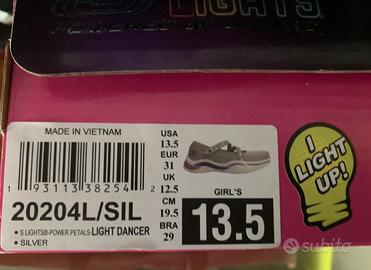 LIGHTS
MADE IN VIETNAM
1 93113 38254 2
20204L/SIL
• S LIGHTS®-POWER PETALS-LIGHT DANCER
• SILVER
USA
13.5
EUR
31
UK
12.5
CM
19.5
BRA
29
GIRL'S
13.5
I
LIGHT
UP!
subito